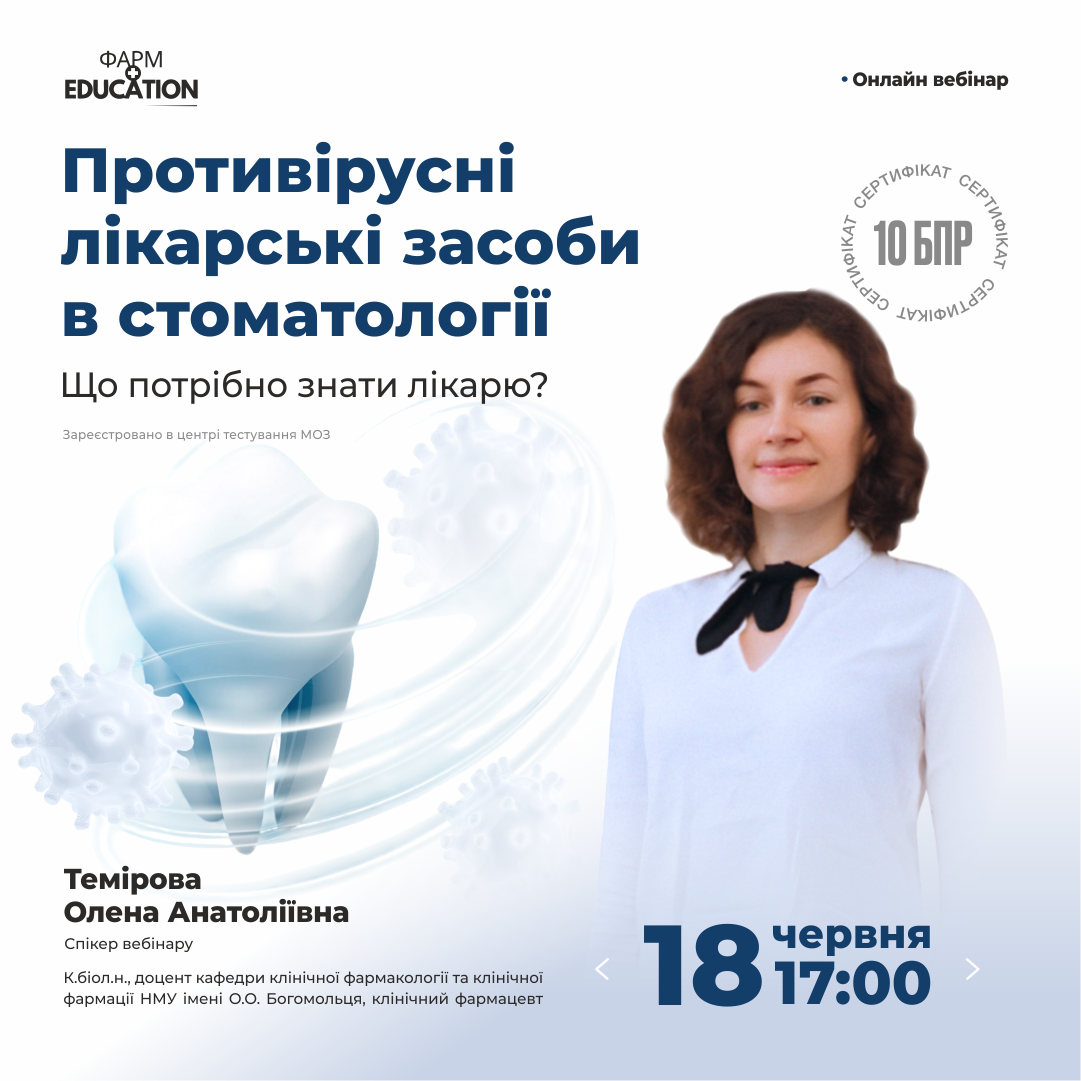 ФАРМ
EDUCATION
• Онлайн вебінар
Противірусні
лікарські засоби
в стоматології
Що потрібно знати лікарю?
Зареєстровано в центрі тестування МОЗ
СЕРТИФІКАТ СЕРТИФІКАТ СЕРТИФІКАТ СЕРТИФІКАТ
10 БПР
Темірова
Олена Анатоліївна
Спікер вебінару
К.біол.н., доцент кафедри клінічної фармакології та клінічної
фармації НМУ імені О.О. Богомольця, клінічний фармацевт
18 червня
17:00